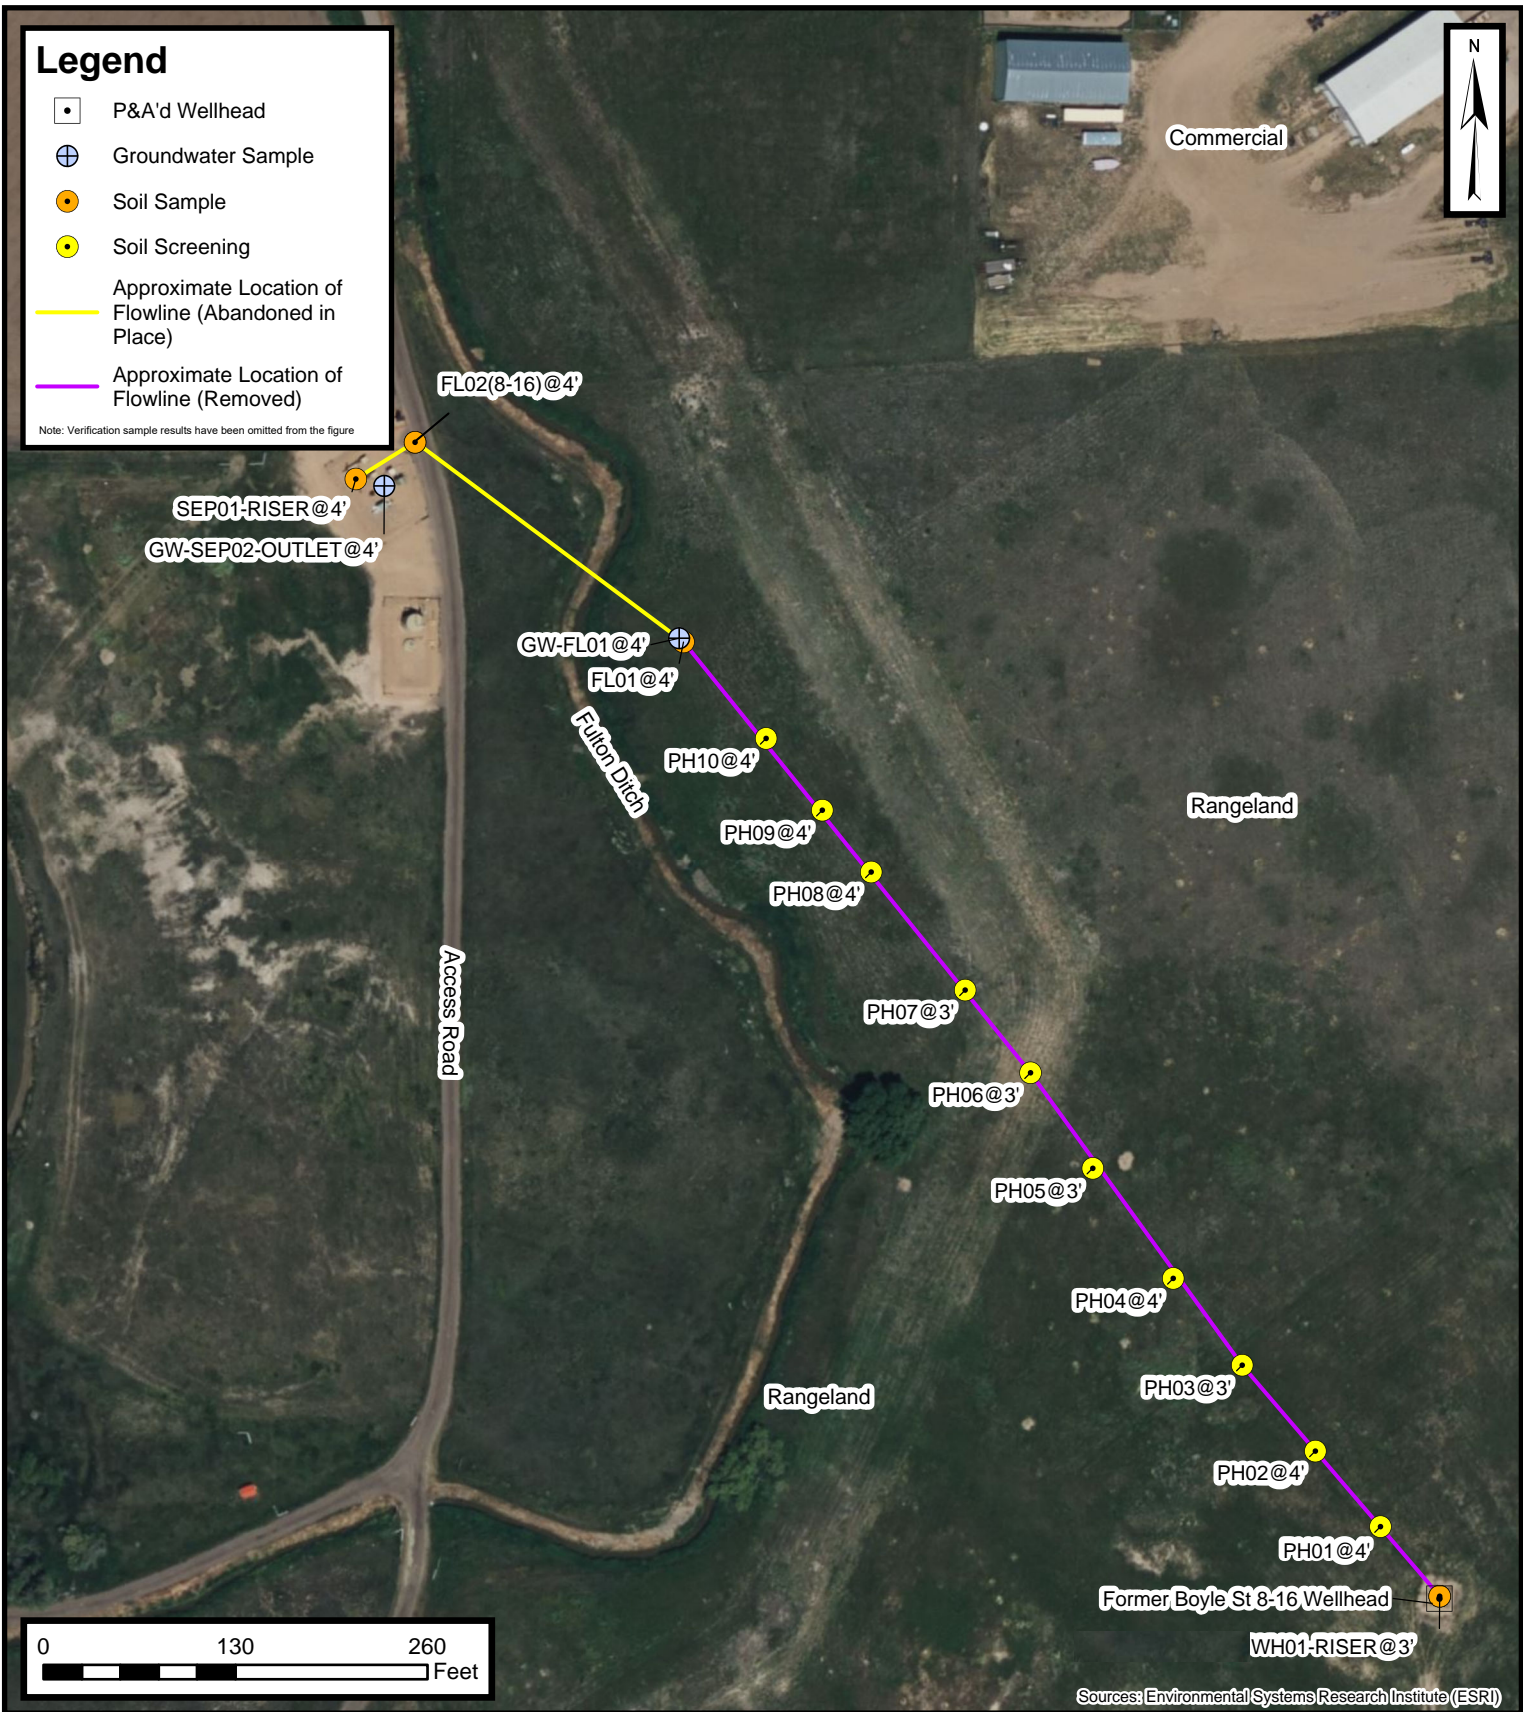 Legend
P&A'd Wellhead
Groundwater Sample
Soil Sample
Soil Screening
Approximate Location of
Flowline (Abandoned in
Place)
Approximate Location of
Flowline (Removed)
Note: Verification sample results have been omitted from the figure
N
Commercial
FL02(8-16)@4'
SEP01-RISER@4'
GW-SEP02-OUTLET@4'
GW-FL01@4'
FL01@4'
Fulton Ditch
PH10@4'
PH09@4'
Rangeland
PH08@4'
Access Road
PH07@3'
PH06@3'
PH05@3'
PH04@4'
PH03@3'
Rangeland
PH02@4'
PH01@4'
Former Boyle St 8-16 Wellhead
WH01-RISER@3'
0 130 260
Feet
Sources: Environmental Systems Research Institute (ESRI)